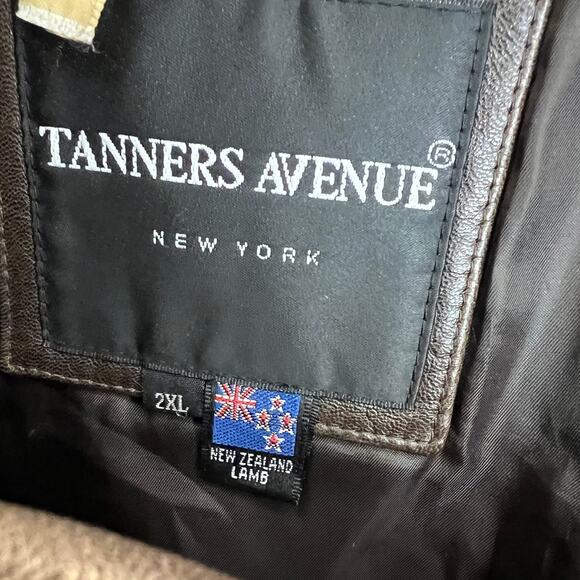 TANNERS AVENUE®
NEW YORK
2XL
NEW ZEALAND
LAMB